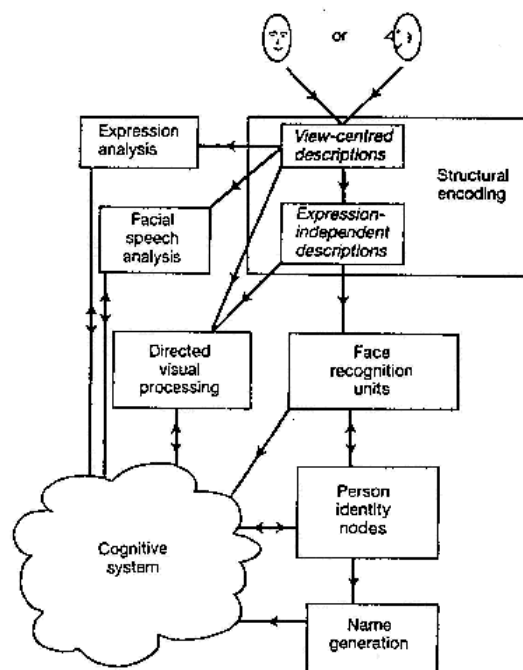 or
Expression
analysis
View-centred
descriptions
Structural
encoding
Facial
speech
analysis
Expression-
independent
descriptions
Directed
visual
processing
Face
recognition
units
Cognitive
system
Person
identity
nodes
Name
generation